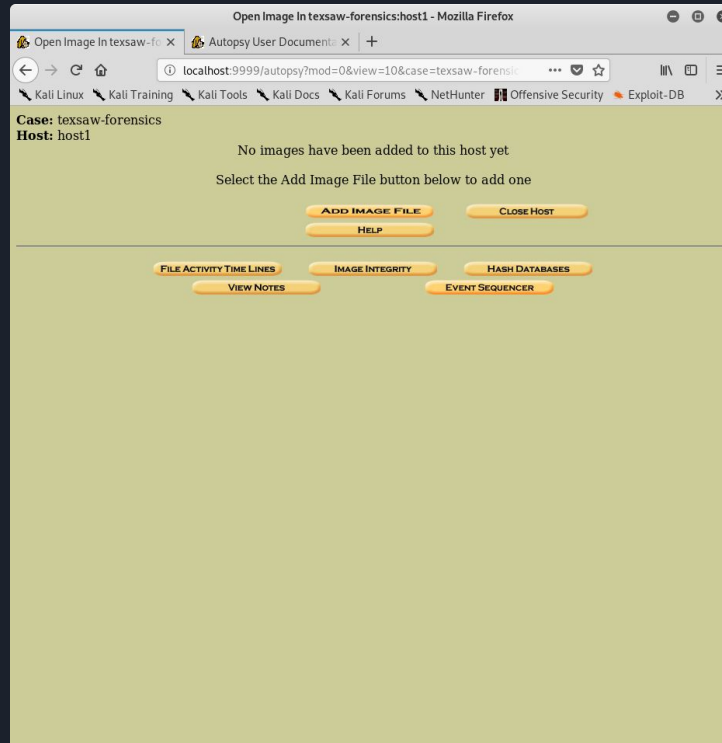 Open Image In texsaw-forensics:host1 - Mozilla Firefox
Open Image In texsaw-fo
Autopsy User Documenta
localhost:9999/autopsy?mod=0&view=10&case=texsaw-forensic
Kali Linux Kali Training Kali Tools Kali Docs Kali Forums NetHunter Offensive Security Exploit-DB
Case: texsaw-forensics
Host: host1
No images have been added to this host yet
Select the Add Image File button below to add one
ADD IMAGE FILE CLOSE HOST
HELP
FILE ACTIVITY TIME LINES IMAGE INTEGRITY HASH DATABASES
VIEW NOTES EVENT SEQUENCER